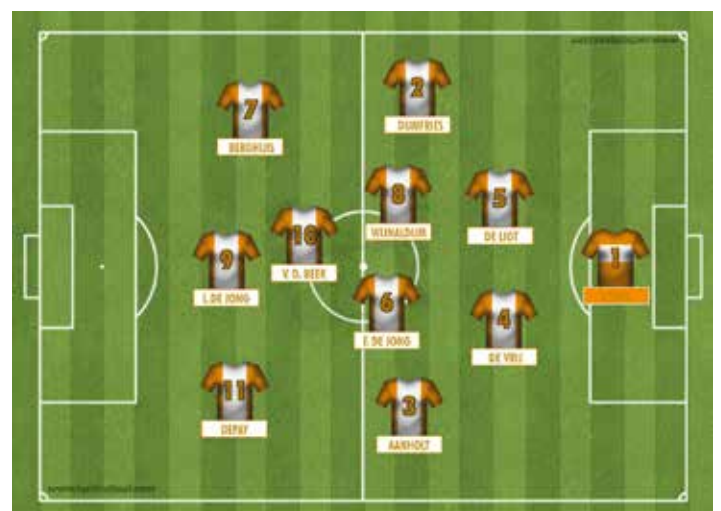 7
BERGHUIS
2
DUMFRIES
8
WIJNALDUM
5
DE LIGT
10
V. D. BEEK
9
L. DE JONG
1
6
F. DE JONG
4
DE VRIJ
11
DEPAY
3
AANHOLT